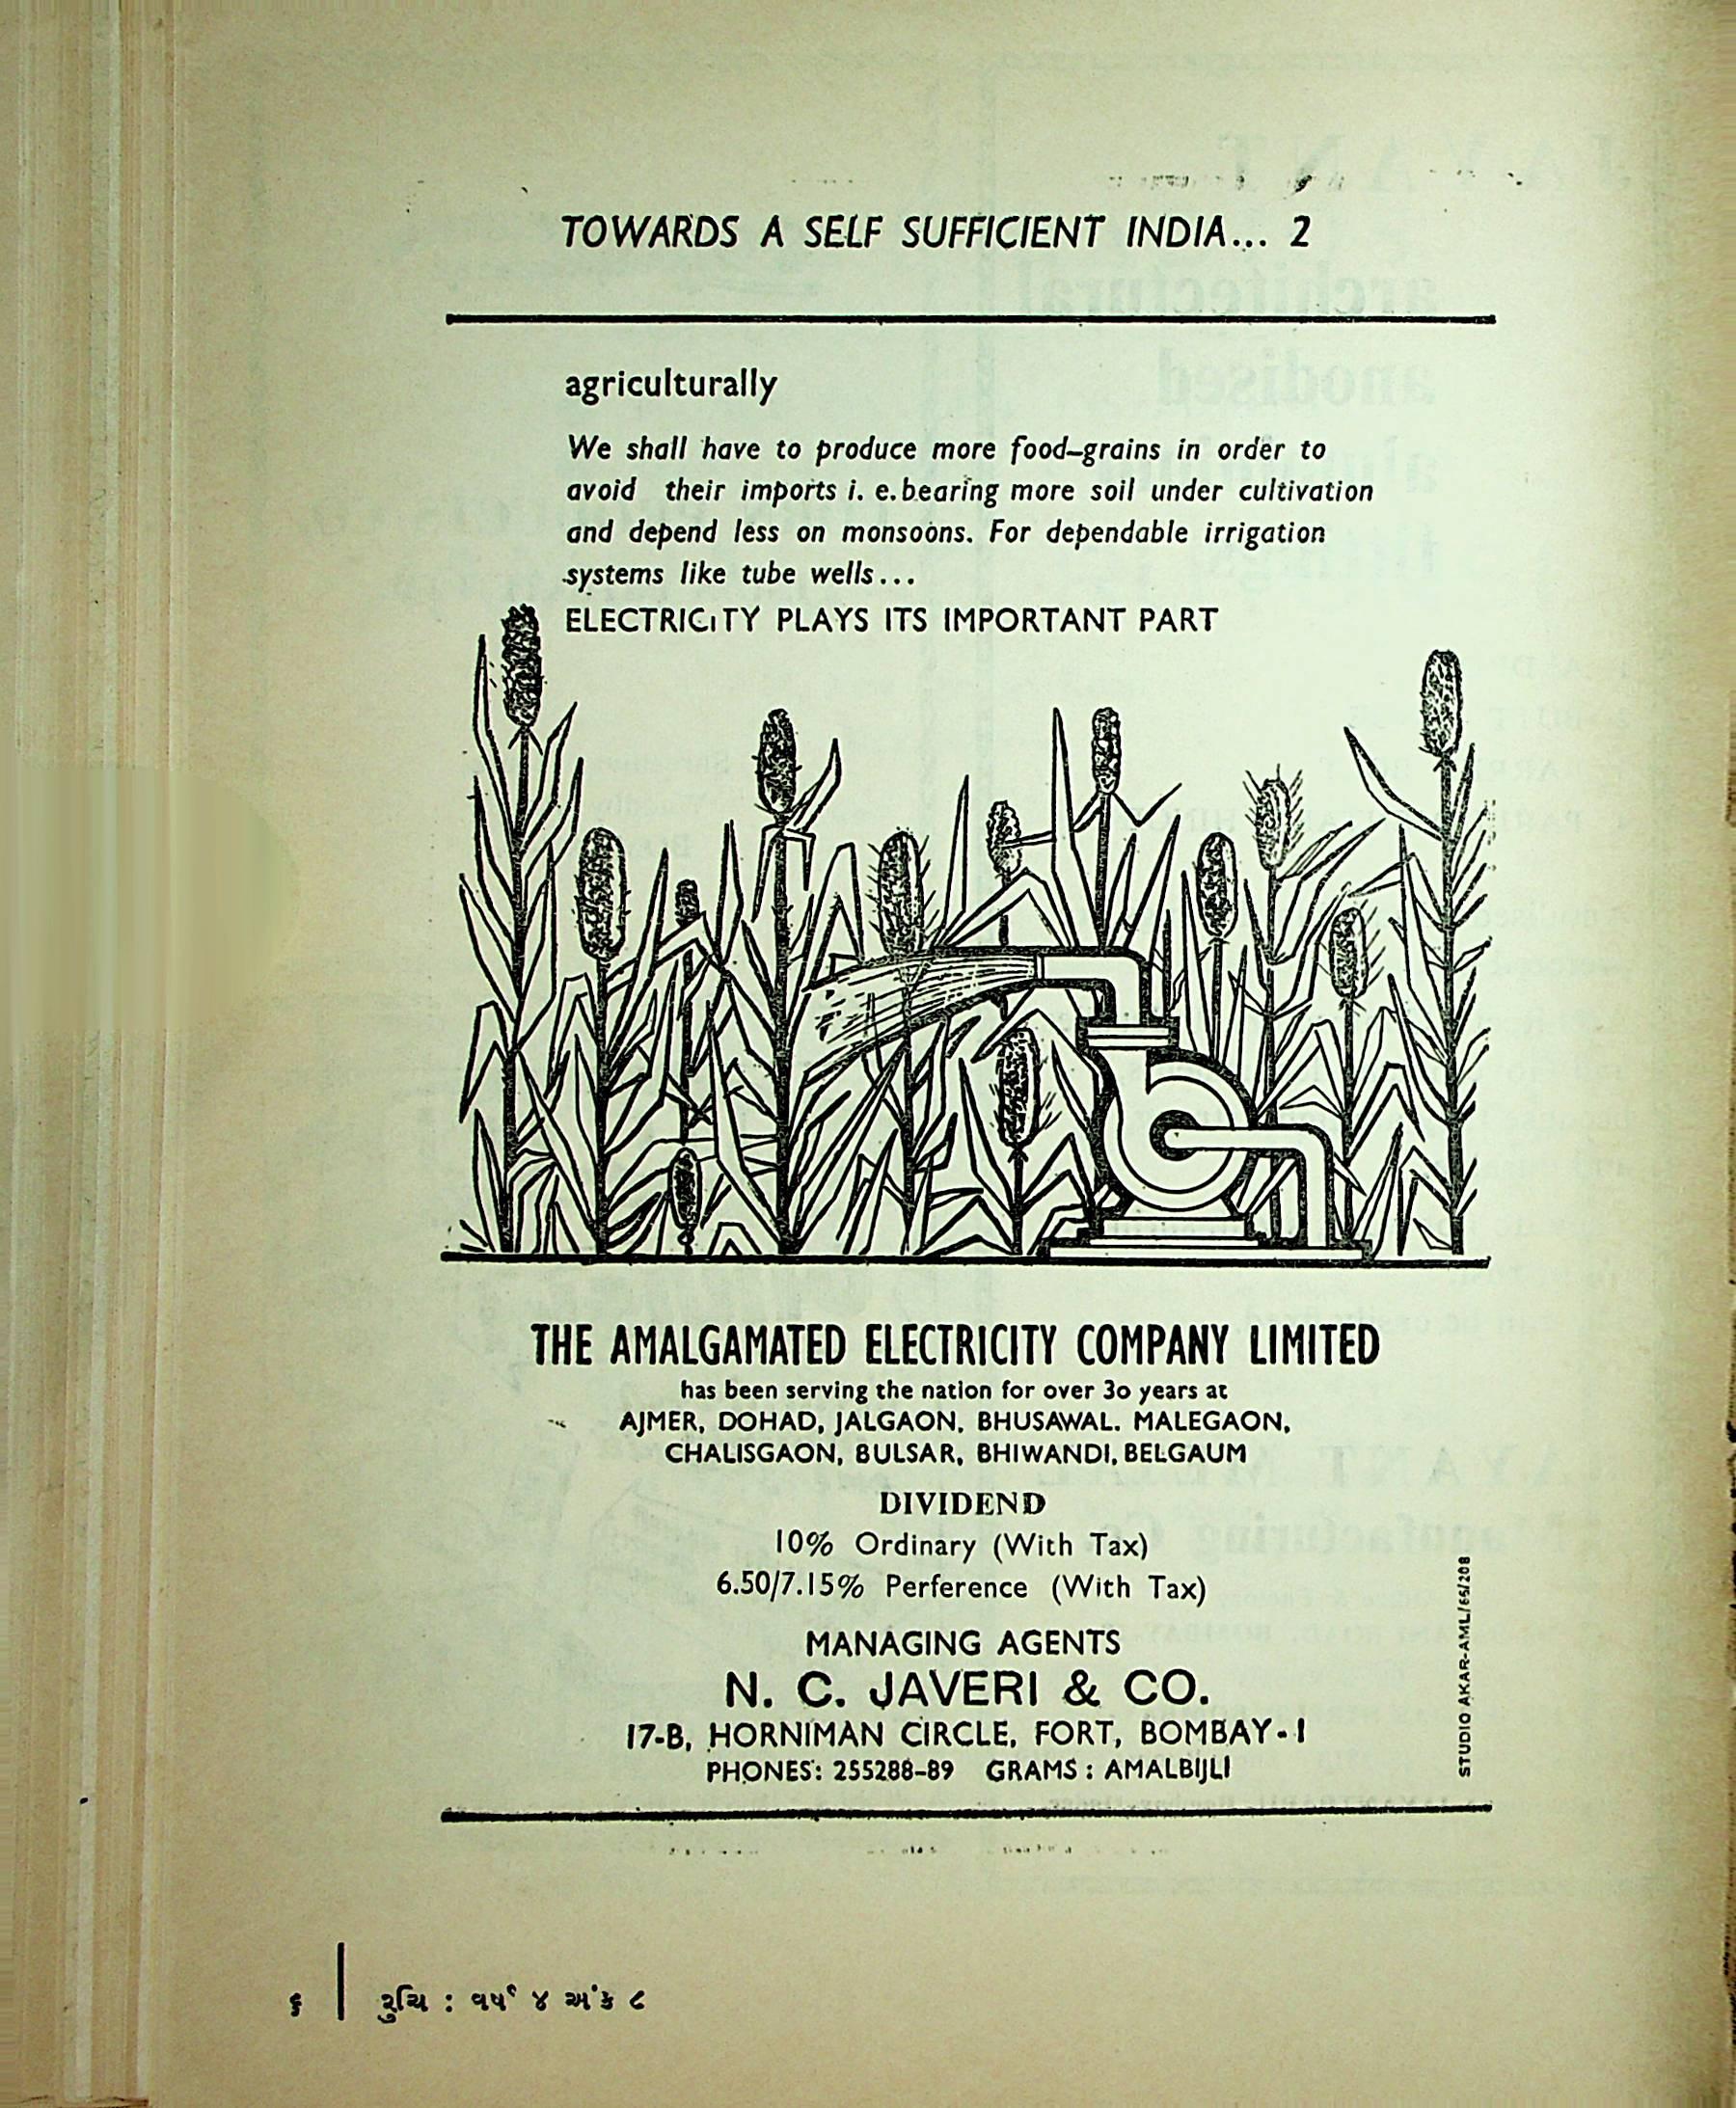 TOWARDS A SELF SUFFICIENT INDIA... 2
agriculturally
We shall have to produce more food–grains in order to
avoid their imports i. e. bearing more soil under cultivation
and depend less on monsoons. For dependable irrigation
systems like tube wells...
ELECTRICITY PLAYS ITS IMPORTANT PART
THE AMALGAMATED ELECTRICITY COMPANY LIMITED
has been serving the nation for over 30 years at
AJMER, DOHAD, JALGAON, BHUSAWAL, MALEGAON,
CHALISGAON, BULSAR, BHIWANDI, BELGAUM
DIVIDEND
10% Ordinary (With Tax)
6.50/7.15% Perference (With Tax)
MANAGING AGENTS
N. C. JAVERI & CO.
17-B, HORNIMAN CIRCLE, FORT, BOMBAY-1
PHONES: 255288-89 GRAMS : AMALBIJLI
STUDIO AKAR-AML/65/208
૬ | રુચિ : વર્ષ ૪ અંક ૮